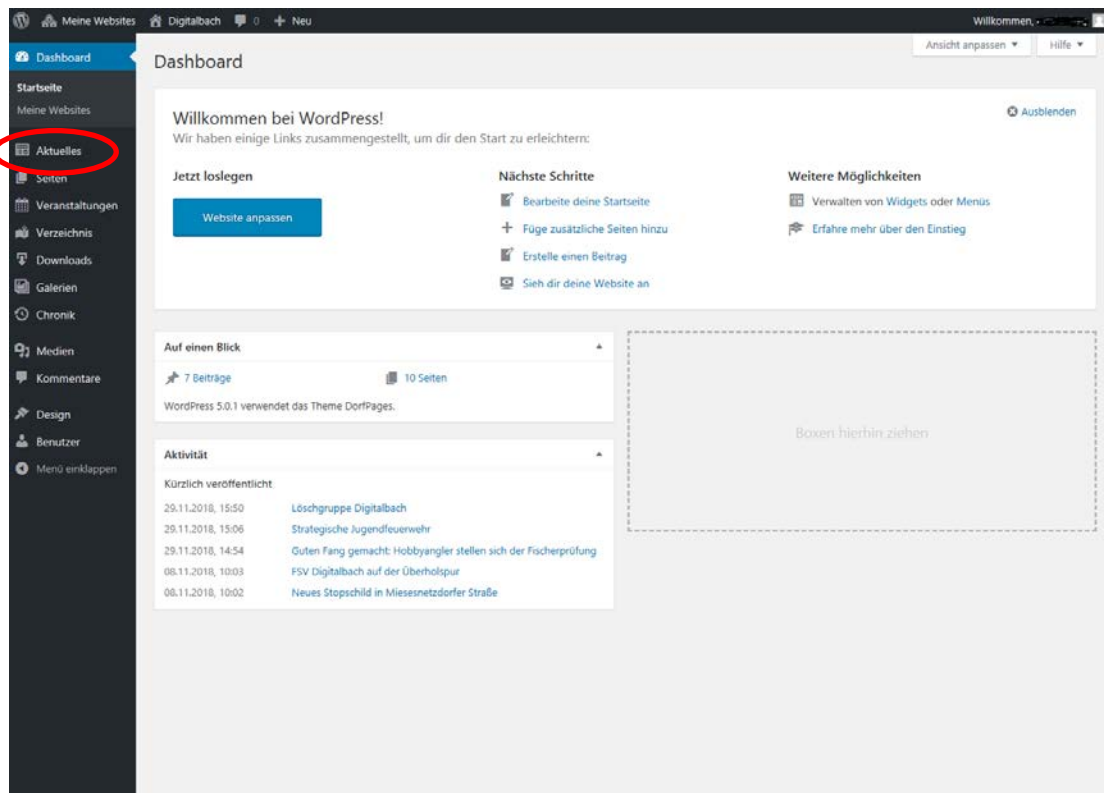 Meine Websites Digitalbach 0 Neu Willkommen,
Dashboard
Startseite
Meine Websites
Aktuelles
Seiten
Veranstaltungen
Verzeichnis
Downloads
Galerien
Chronik
Medien
Kommentare
Design
Benutzer
Menü einklappen
Ansicht anpassen Hilfe
Dashboard
Willkommen bei WordPress!
Ausblenden
Wir haben einige Links zusammengestellt, um dir den Start zu erleichtern:
Jetzt loslegen
Website anpassen
Nächste Schritte
Bearbeite deine Startseite
Füge zusätzliche Seiten hinzu
Erstelle einen Beitrag
Sieh dir deine Website an
Weitere Möglichkeiten
Verwalten von Widgets oder Menüs
Erfahre mehr über den Einstieg
Auf einen Blick
7 Beiträge 10 Seiten
WordPress 5.0.1 verwendet das Theme DorfPages.
Aktivität
Kürzlich veröffentlicht
29.11.2018, 15:50 Löschgruppe Digitalbach
29.11.2018, 15:06 Strategische Jugendfeuerwehr
29.11.2018, 14:54 Guten Fang gemacht: Hobbyangler stellen sich der Fischerprüfung
08.11.2018, 10:03 FSV Digitalbach auf der Überholspur
08.11.2018, 10:02 Neues Stopschild in Miesesnetzdorfer Straße
Boxen hierhin ziehen